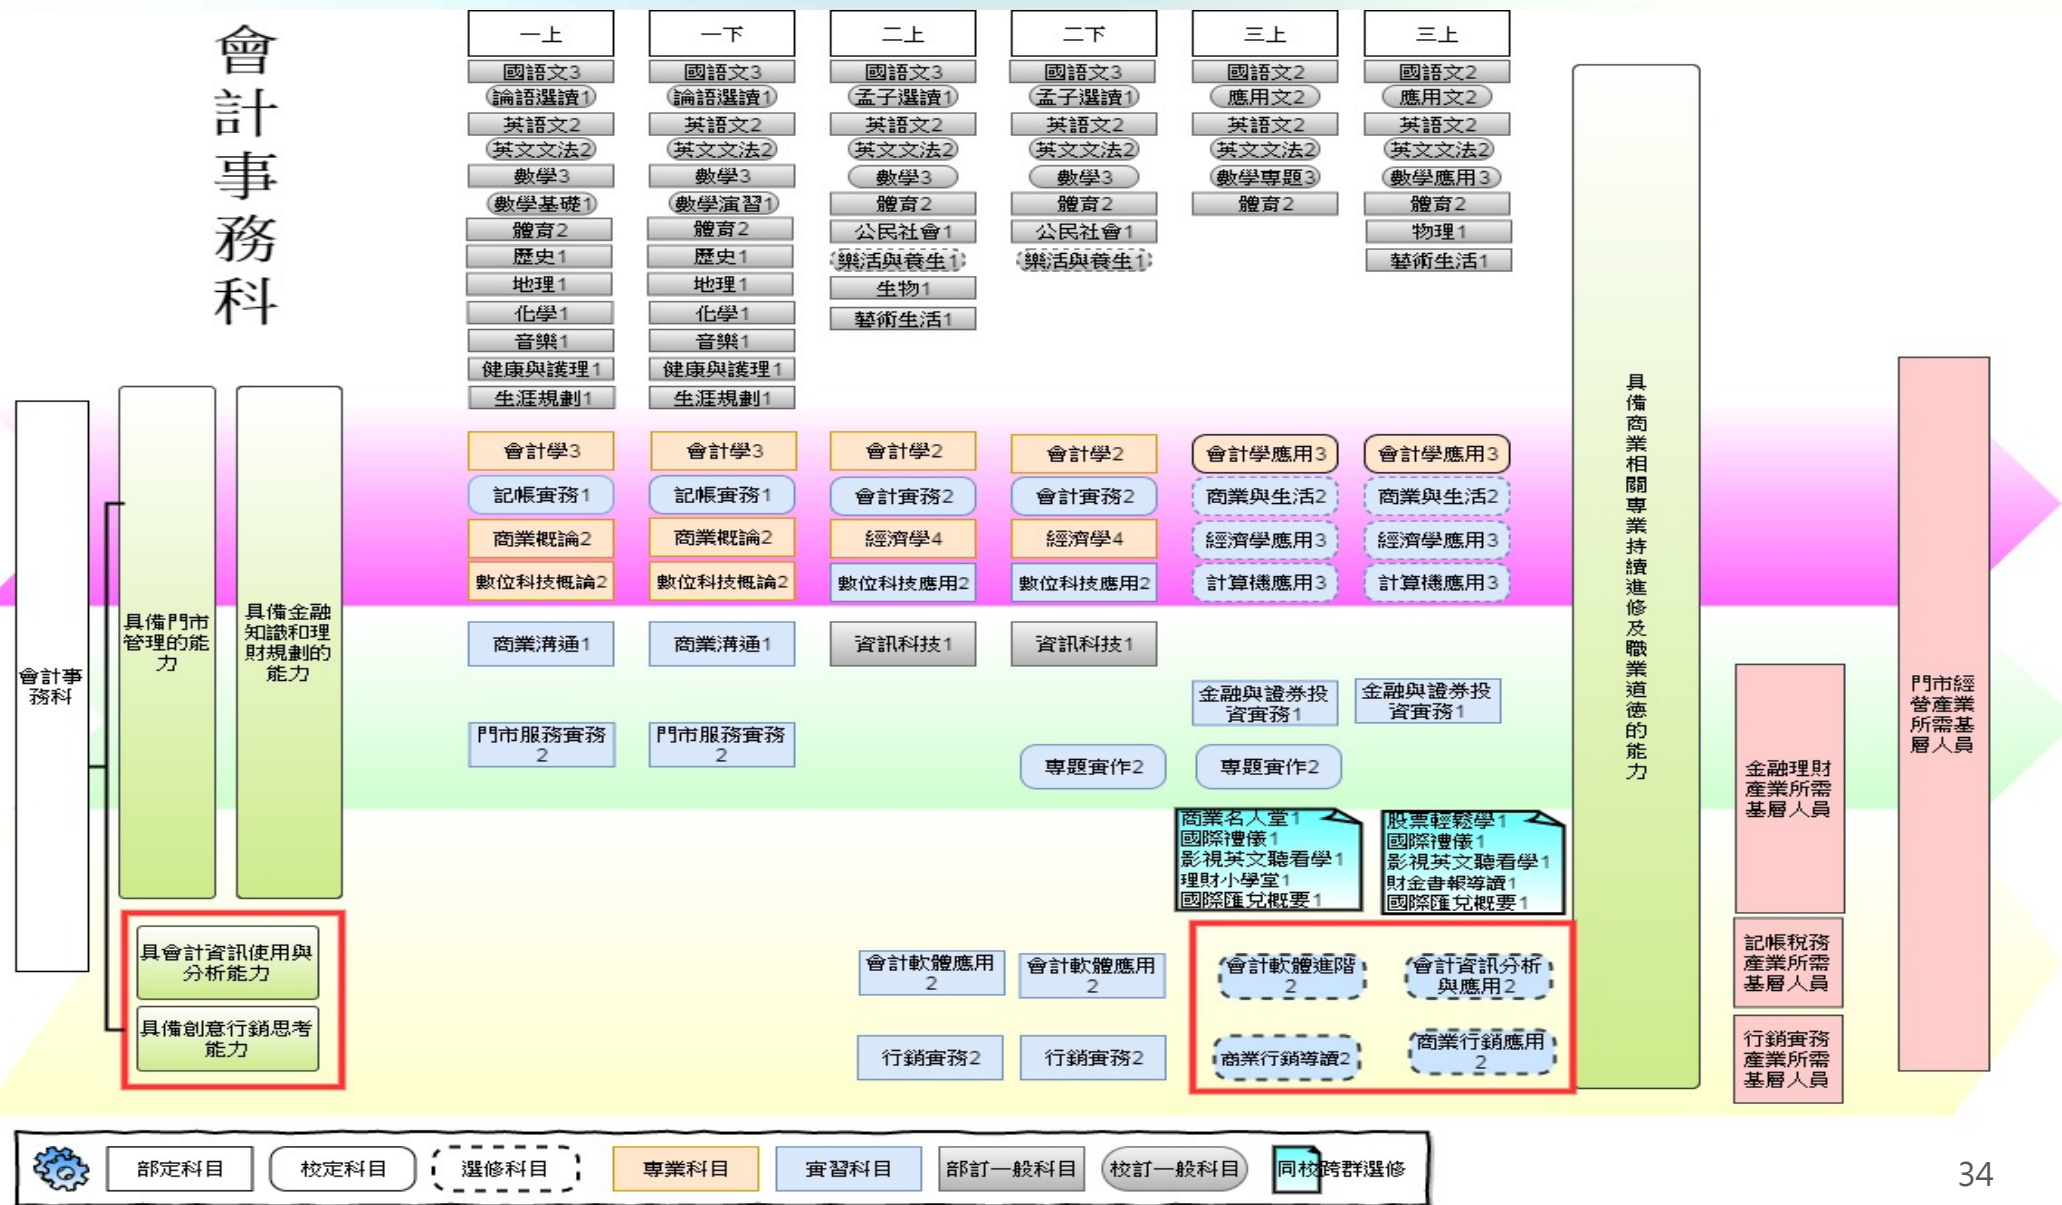 會計事務科
一上
一下
二上
二下
三上
三上
國語文3
國語文3
國語文3
國語文3
國語文2
國語文2
論語選讀1
論語選讀1
孟子選讀1
孟子選讀1
應用文2
應用文2
英語文2
英語文2
英語文2
英語文2
英語文2
英語文2
英文文法2
英文文法2
英文文法2
英文文法2
英文文法2
英文文法2
數學3
數學3
數學3
數學3
數學專題3
數學應用3
數學基礎1
數學演習1
體育2
體育2
體育2
體育2
體育2
體育2
公民社會1
公民社會1
物理1
歷史1
歷史1
樂活與養生1
樂活與養生1
藝術生活1
地理1
地理1
生物1
化學1
化學1
藝術生活1
音樂1
音樂1
健康與護理1
健康與護理1
生涯規劃1
生涯規劃1
會計學3
會計學3
會計學2
會計學2
會計學應用3
會計學應用3
記帳實務1
記帳實務1
會計實務2
會計實務2
商業與生活2
商業與生活2
商業概論2
商業概論2
經濟學4
經濟學4
經濟學應用3
經濟學應用3
數位科技概論2
數位科技概論2
數位科技應用2
數位科技應用2
計算機應用3
計算機應用3
商業溝通1
商業溝通1
資訊科技1
資訊科技1
金融與證券投
資實務1
金融與證券投
資實務1
門市服務實務
2
門市服務實務
2
專題實作2
專題實作2
商業名人堂1
國際禮儀1
影視英文聽看學1
理財小學堂1
國際匯兌概要1
股票輕鬆學1
國際禮儀1
影視英文聽看學1
財金書報導讀1
國際匯兌概要1
會計軟體應用
2
會計軟體應用
2
會計軟體進階
2
會計資訊分析
與應用2
行銷實務2
行銷實務2
商業行銷導讀2
商業行銷應用
2
會計事
務科
具備門市
管理的能
力
具備金融
知識和理
財規劃的
能力
具會計資訊使用與
分析能力
具備創意行銷思考
能力
具備商業相關專業持續進修及職業道德的能力
金融理財
產業所需
基層人員
記帳稅務
產業所需
基層人員
行銷實務
產業所需
基層人員
門市經
營產業
所需基
層人員
部定科目
校定科目
選修科目
專業科目
實習科目
部訂一般科目
校訂一般科目
同校跨群選修
34